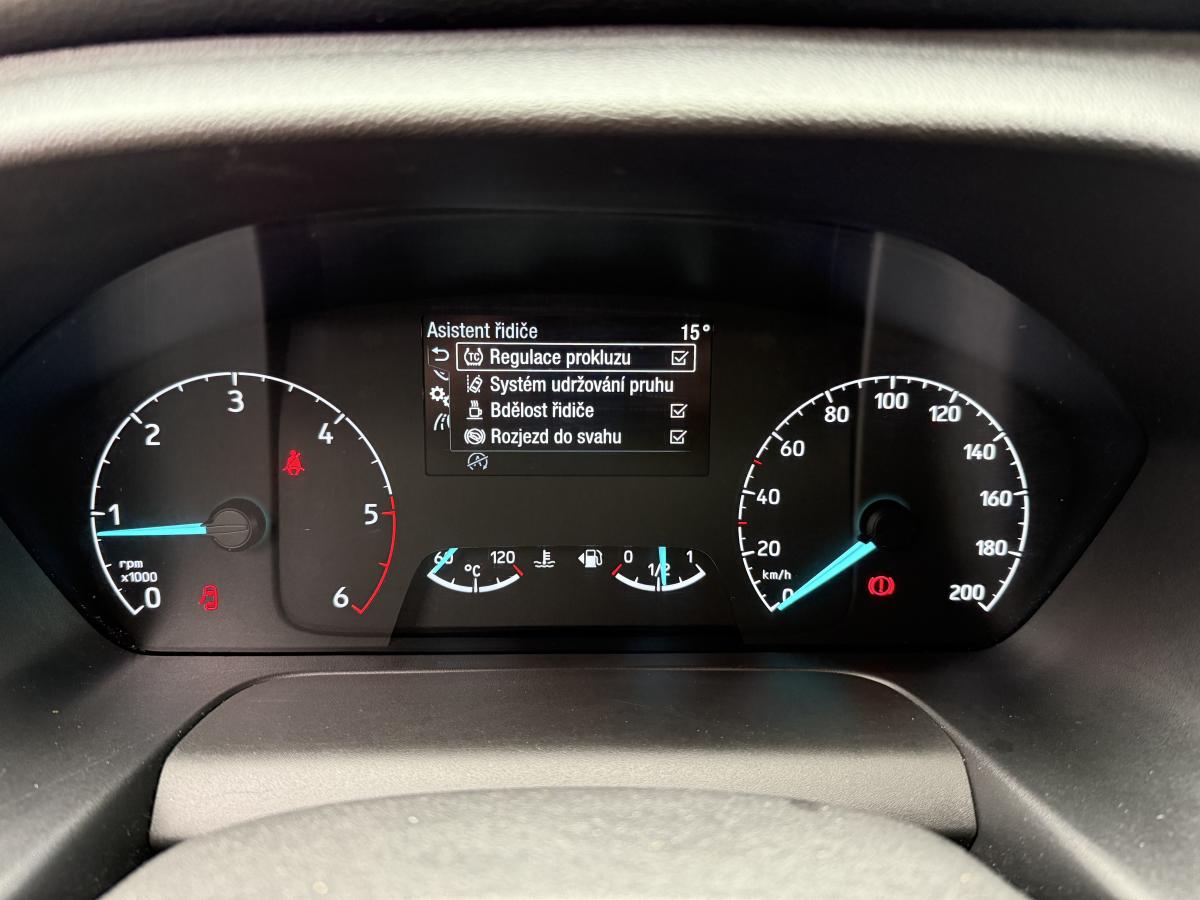 Asistent řidiče 15°
TC Regulace prokluzu
Systém udržování pruhu
Bdělost řidiče
Rozjezd do svahu
A
0 1 2 3 4 5 6
rpm
x1000
60 120
°C
0 1/2 1
0 20 40 60 80 100 120 140 160 180 200
km/h